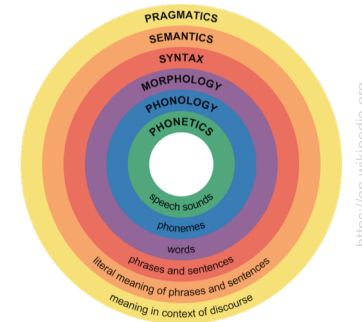 PRAGMATICS
SEMANTICS
SYNTAX
MORPHOLOGY
PHONOLOGY
PHONETICS
speech sounds
phonemes
words
phrases and sentences
literal meaning of phrases and sentences
meaning in context of discourse
https://en.wikipedia.org